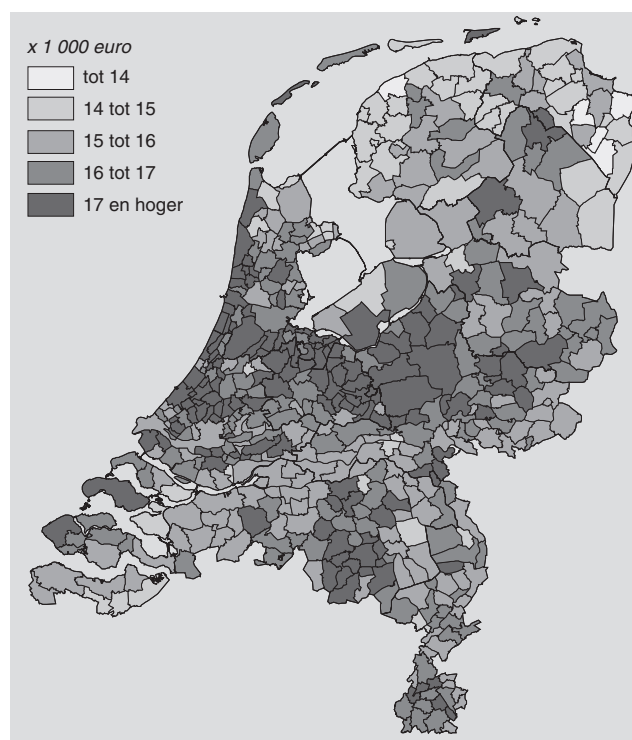 x 1 000 euro
tot 14
14 tot 15
15 tot 16
16 tot 17
17 en hoger